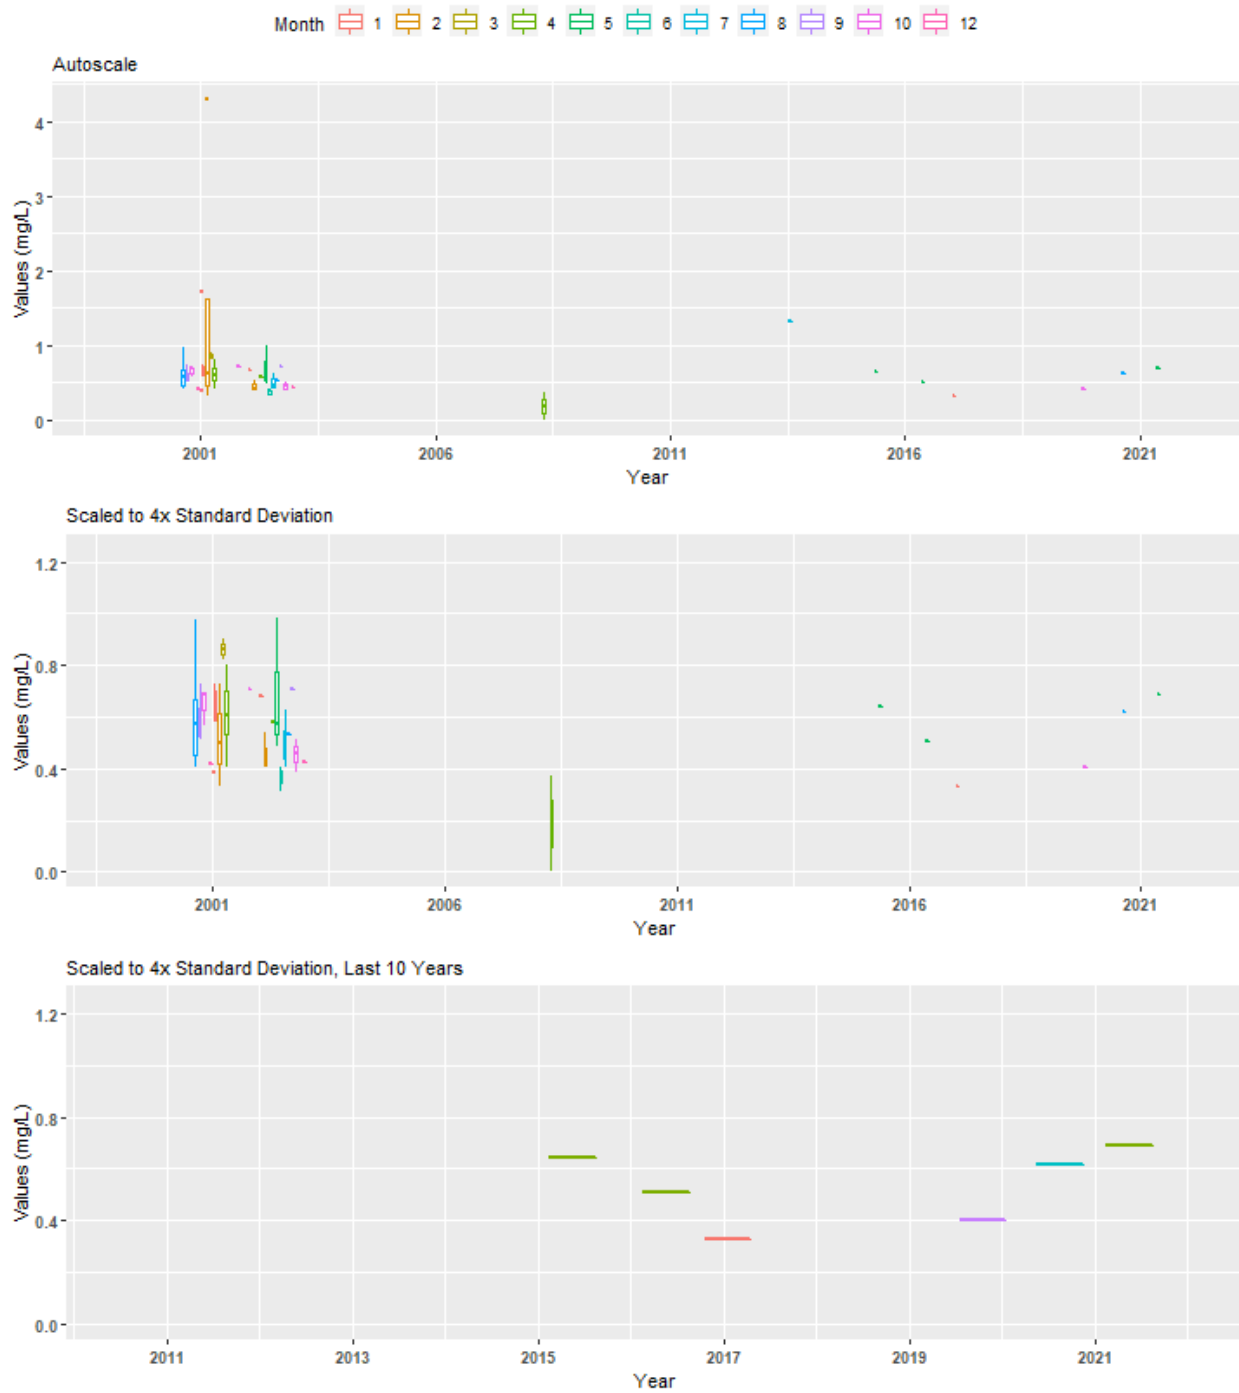 Month 1 2 3 4 5 6 7 8 9 10 12
Autoscale
4
3
2
1
0
Values (mg/L)
2001 2006 2011 2016 2021
Year
Scaled to 4x Standard Deviation
1.2
0.8
0.4
0.0
Values (mg/L)
2001 2006 2011 2016 2021
Year
Scaled to 4x Standard Deviation, Last 10 Years
1.2
0.8
0.4
0.0
Values (mg/L)
2011 2013 2015 2017 2019 2021
Year